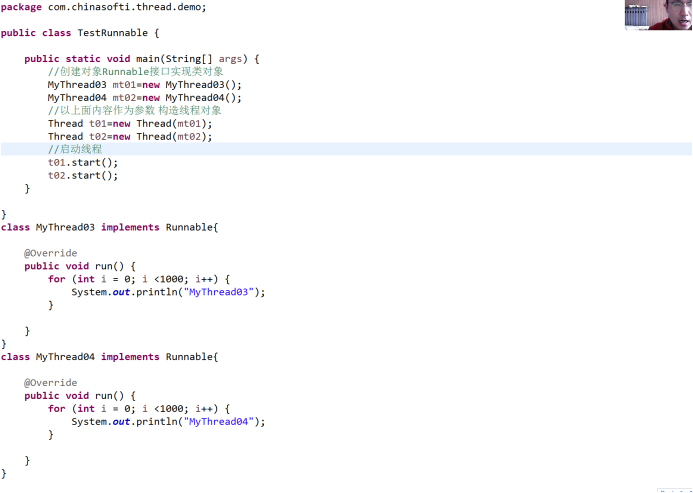 package com.chinasofti.thread.demo;
public class TestRunnable {
public static void main(String[] args) {
//创建对象Runnable接口实现类对象
MyThread03 mt01=new MyThread03();
MyThread04 mt02=new MyThread04();
//以上面内容作为参数 构造线程对象
Thread t01=new Thread(mt01);
Thread t02=new Thread(mt02);
//启动线程
t01.start();
t02.start();
}
}
class MyThread03 implements Runnable{
@Override
public void run() {
for (int i = 0; i <1000; i++) {
System.out.println("MyThread03");
}
}
}
class MyThread04 implements Runnable{
@Override
public void run() {
for (int i = 0; i <1000; i++) {
System.out.println("MyThread04");
}
}
}